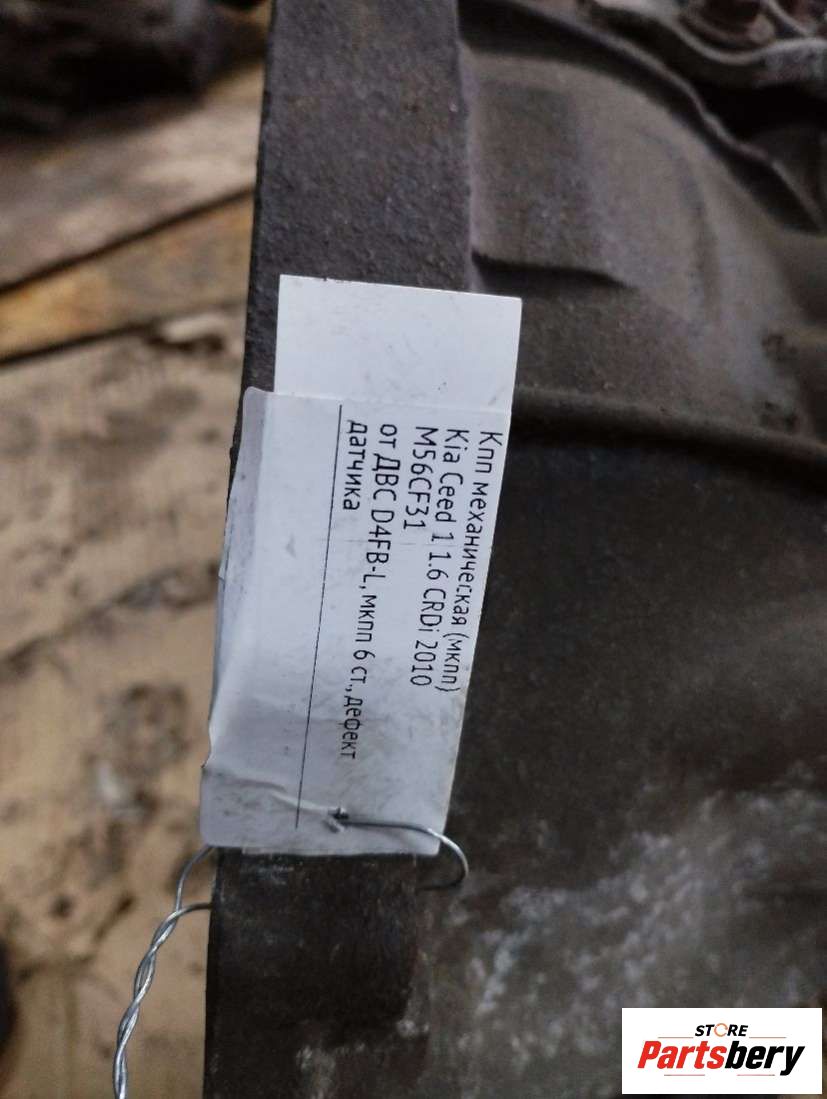 Кпп механическая (мкпп)
Kia Ceed 1 1.6 CRDi 2010
M56CF31
от ДВС D4FB-L, мкпп 6 ст., дефект
датчика
STORE
Partsbery